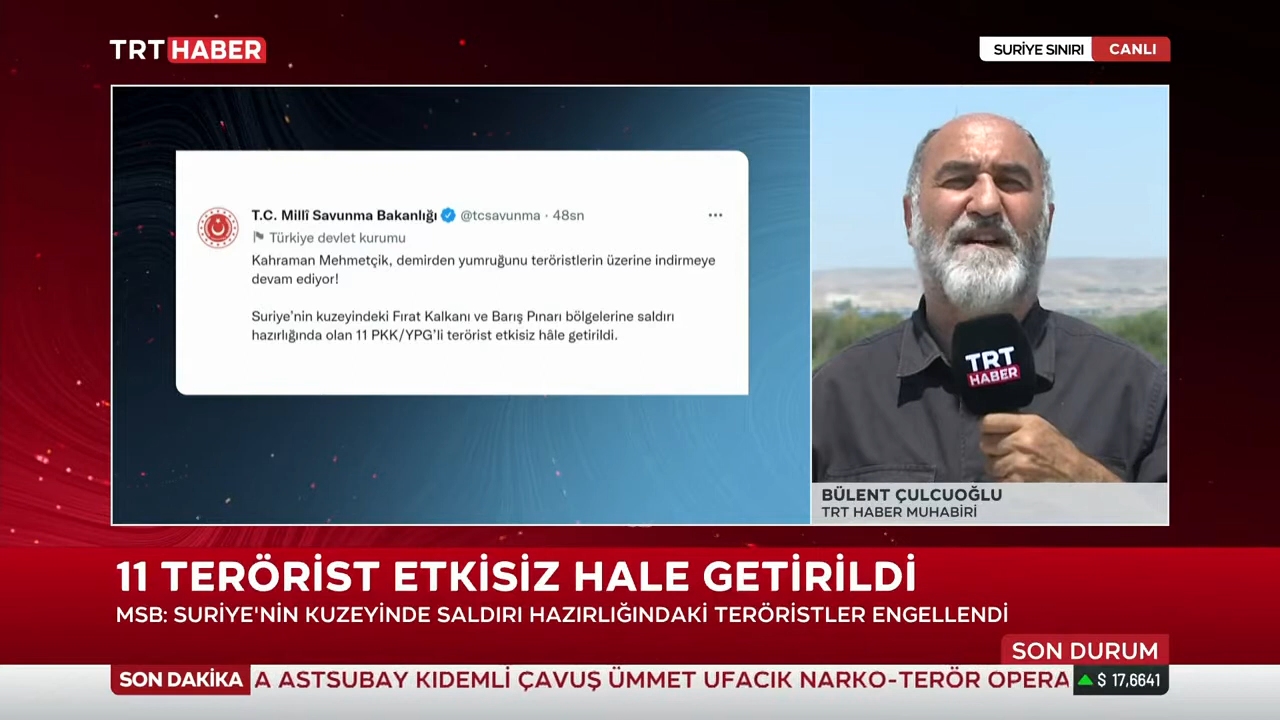 TRT HABER
SURİYE SINIRI
CANLI
T.C. Millî Savunma Bakanlığı @tcsavunma · 48sn
Türkiye devlet kurumu
Kahraman Mehmetçik, demirden yumruğunu teröristlerin üzerine indirmeye
devam ediyor!
Suriye'nin kuzeyindeki Fırat Kalkanı ve Barış Pınarı bölgelerine saldırı
hazırlığında olan 11 PKK/YPG'li terörist etkisiz hâle getirildi.
TRT
HABER
BÜLENT ÇULCUOĞLU
TRT HABER MUHABİRİ
11 TERÖRİST ETKİSİZ HALE GETİRİLDİ
MSB: SURİYE'NİN KUZEYİNDE SALDIRI HAZIRLIĞINDAKİ TERÖRİSTLER ENGELLENDİ
SON DURUM
SON DAKİKA
A ASTSUBAY KIDEMLİ ÇAVUŞ ÜMMET UFACIK NARKO-TERÖR OPERA
$ 17,6641